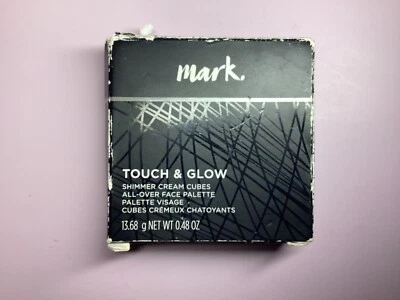 mark.
TOUCH & GLOW
SHIMMER CREAM CUBES
ALL-OVER FACE PALETTE
PALETTE VISAGE
CUBES CRÉMEUX CHATOYANTS
13.68 g NET WT 0.48 OZ